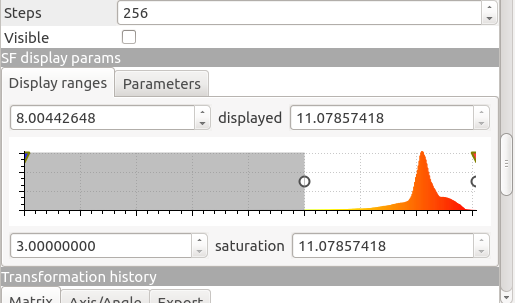 Steps 256
Visible
SF display params
Display ranges Parameters
8.00442648 displayed 11.07857418
3.00000000 saturation 11.07857418
Transformation history
Matrix Axis/Angle Export